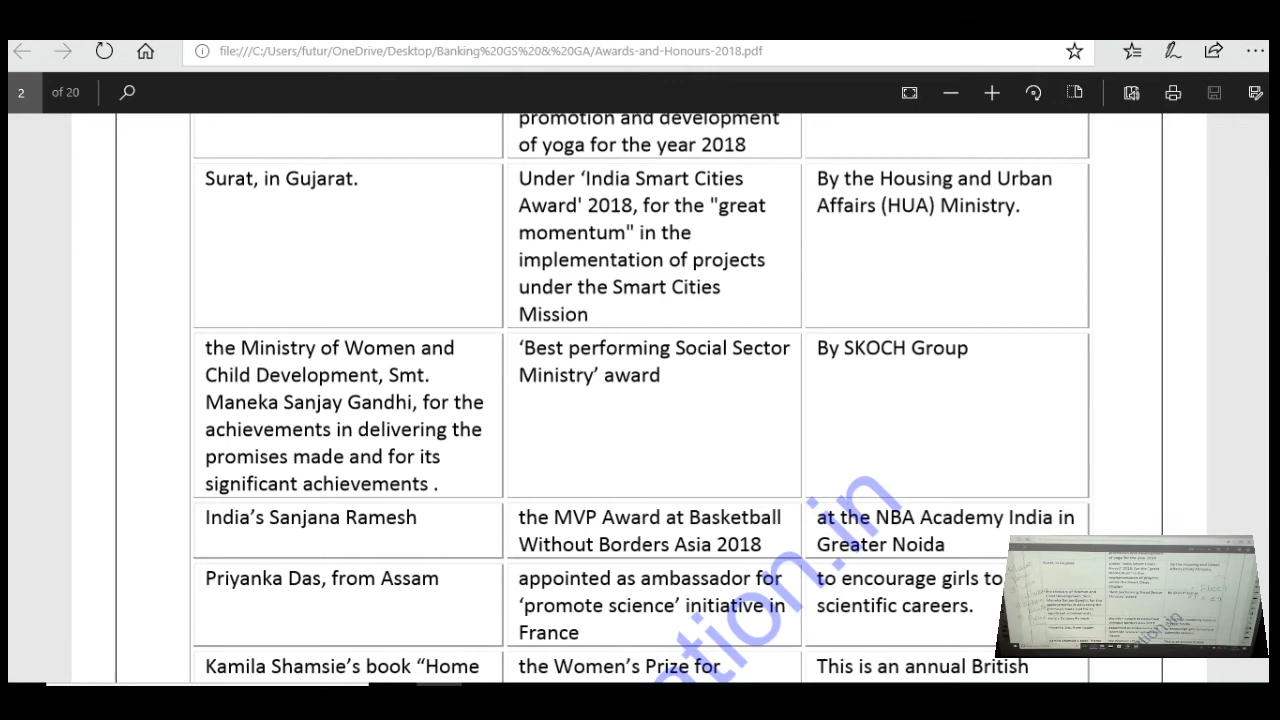 file:///C:/Users/futur/OneDrive/Desktop/Banking%20GS%20&%20GA/Awards-and-Honours-2018.pdf
2 of 20
promotion and development
of yoga for the year 2018
Surat, in Gujarat.
Under ‘India Smart Cities
Award' 2018, for the "great
momentum" in the
implementation of projects
under the Smart Cities
Mission
By the Housing and Urban
Affairs (HUA) Ministry.
the Ministry of Women and
Child Development, Smt.
Maneka Sanjay Gandhi, for the
achievements in delivering the
promises made and for its
significant achievements .
‘Best performing Social Sector
Ministry’ award
By SKOCH Group
India’s Sanjana Ramesh
the MVP Award at Basketball
Without Borders Asia 2018
at the NBA Academy India in
Greater Noida
Priyanka Das, from Assam
appointed as ambassador for
‘promote science’ initiative in
France
to encourage girls to
scientific careers.
Kamila Shamsie’s book “Home
the Women’s Prize for
This is an annual British
ation.in